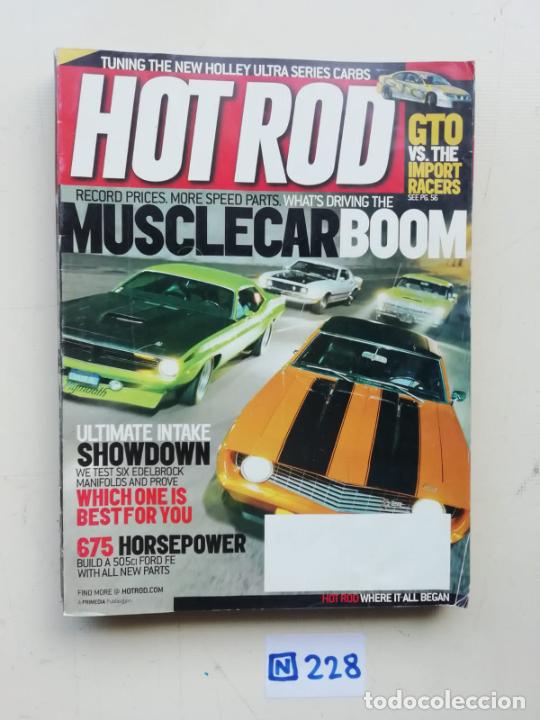 TUNING THE NEW HOLLEY ULTRA SERIES CARBS
HOT ROD
GTO
VS. THE
IMPORT
RACERS
SEE PG. 56
RECORD PRICES. MORE SPEED PARTS. WHAT'S DRIVING THE
MUSCLECAR BOOM
ULTIMATE INTAKE
SHOWDOWN
WE TEST SIX EDELBROCK
MANIFOLDS AND PROVE
WHICH ONE IS
BEST FOR YOU
675 HORSEPOWER
BUILD A 505CI FORD FE
WITH ALL NEW PARTS
FIND MORE @ HOTROD.COM
A PRIMEDIA Publication
HOT ROD WHERE IT ALL BEGAN
N 228
todocoleccion.net